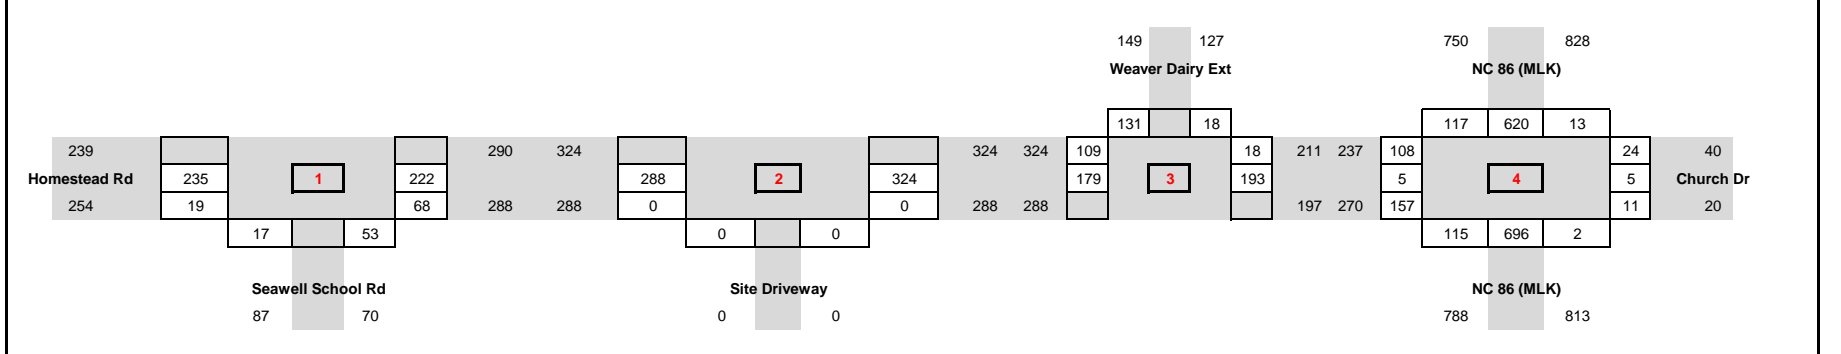 149 127 750 828
Weaver Dairy Ext NC 86 (MLK)
131 18 117 620 13
239 290 324 324 324 109 18 211 237 108 24 40
Homestead Rd 235 1 222 288 2 324 179 3 193 5 4 5 Church Dr
254 19 68 288 288 0 0 288 288 197 270 157 11 20
17 53 0 0 115 696 2
Seawell School Rd Site Driveway NC 86 (MLK)
87 70 0 0 788 813